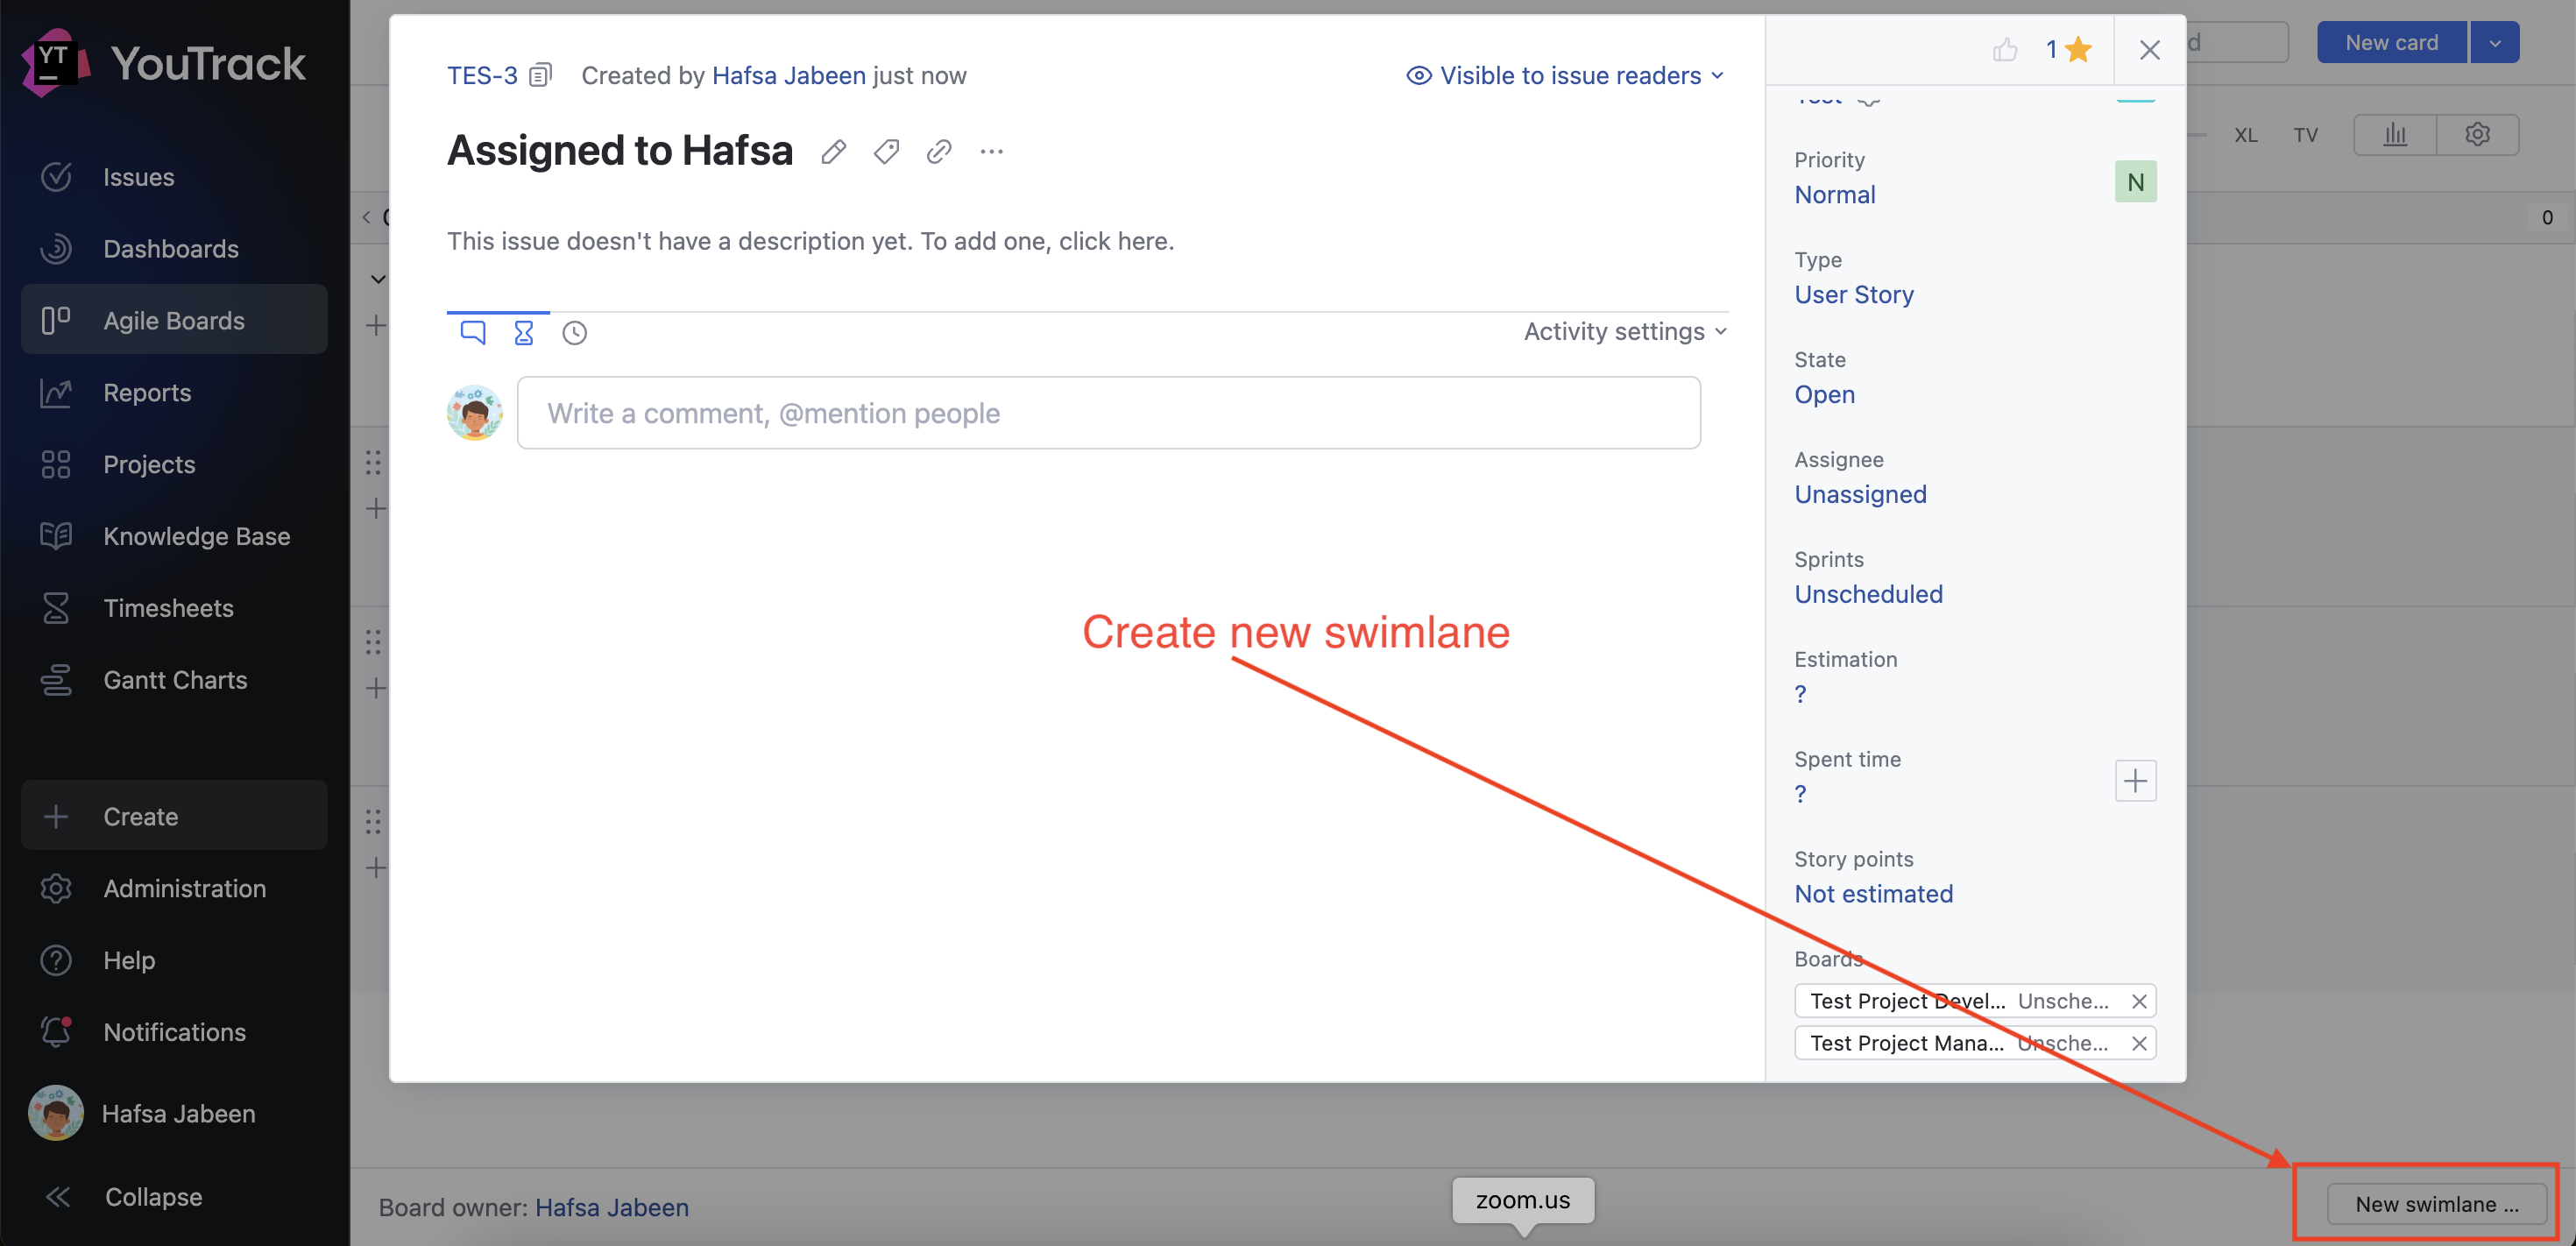 YT
YouTrack
Issues
Dashboards
Agile Boards
Reports
Projects
Knowledge Base
Timesheets
Gantt Charts
Create
Administration
Help
Notifications
Hafsa Jabeen
Collapse
TES-3 Created by Hafsa Jabeen just now
Visible to issue readers
Assigned to Hafsa
This issue doesn't have a description yet. To add one, click here.
Activity settings
Write a comment, @mention people
Create new swimlane
1
Priority
Normal
N
Type
User Story
State
Open
Assignee
Unassigned
Sprints
Unscheduled
Estimation
?
Spent time
?
Story points
Not estimated
Boards
Test Project Devel... Unsche...
Test Project Mana... Unsche...
New card
XL TV
0
Board owner: Hafsa Jabeen
zoom.us
New swimlane ...